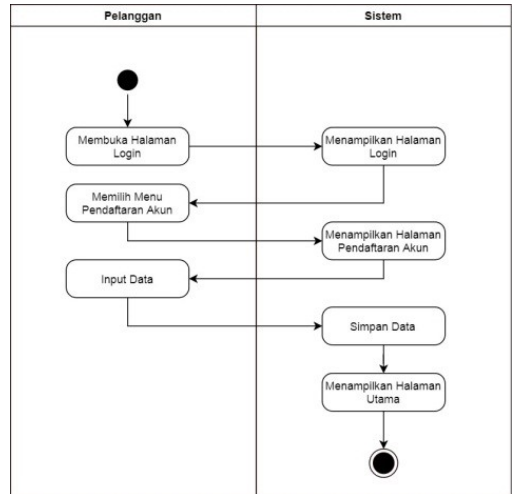 Pelanggan
Sistem
Membuka Halaman
Login
Menampilkan Halaman
Login
Memilih Menu
Pendaftaran Akun
Menampilkan Halaman
Pendaftaran Akun
Input Data
Simpan Data
Menampilkan Halaman
Utama